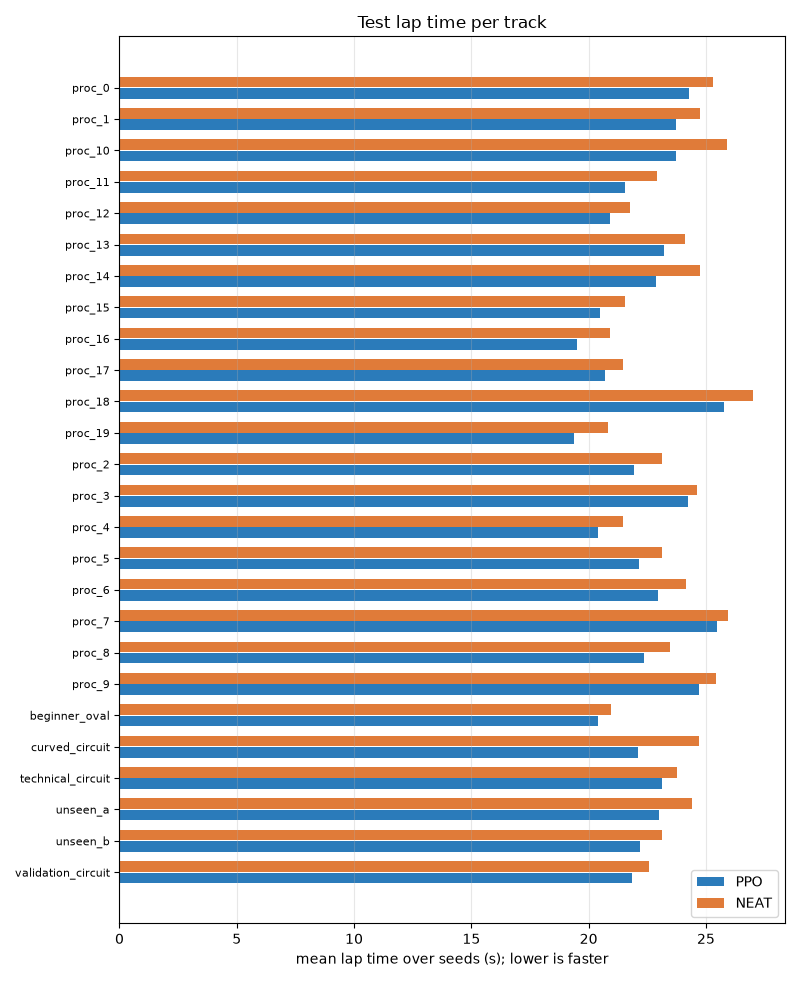 Test lap time per track
proc_0
proc_1
proc_10
proc_11
proc_12
proc_13
proc_14
proc_15
proc_16
proc_17
proc_18
proc_19
proc_2
proc_3
proc_4
proc_5
proc_6
proc_7
proc_8
proc_9
beginner_oval
curved_circuit
technical_circuit
unseen_a
unseen_b
validation_circuit
PPO
NEAT
0 5 10 15 20 25
mean lap time over seeds (s); lower is faster